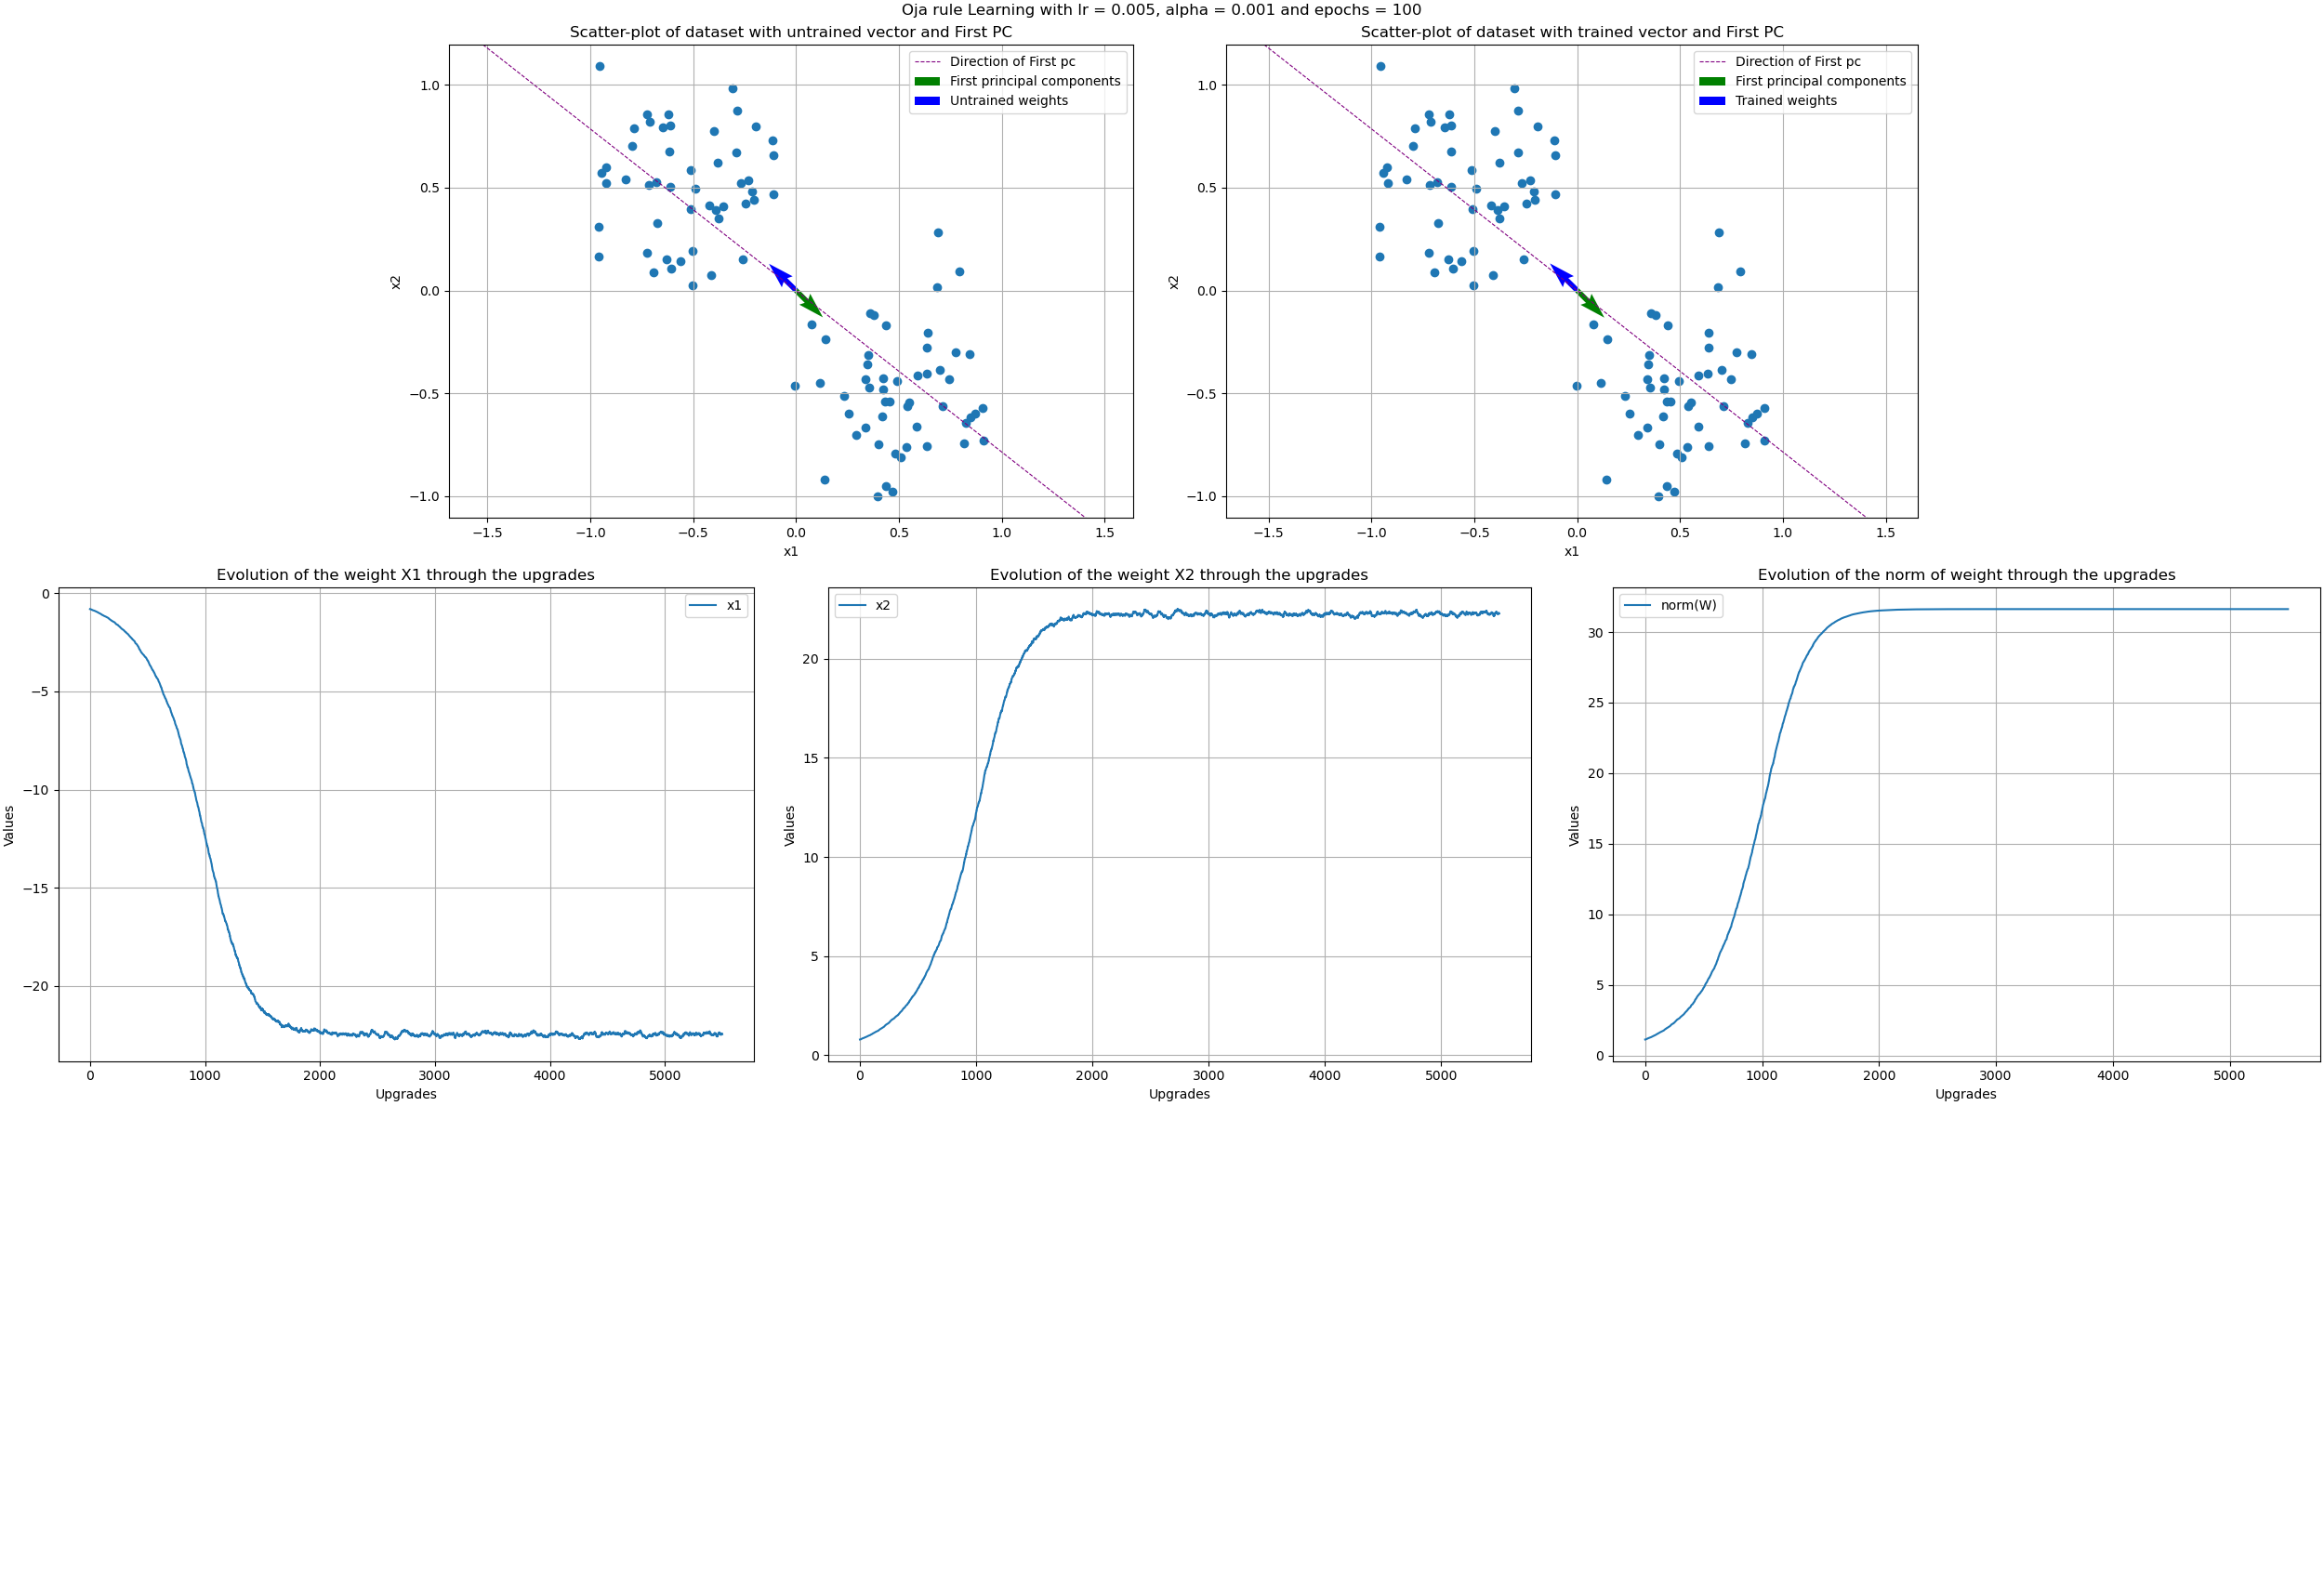 Oja rule Learning with lr = 0.005, alpha = 0.001 and epochs = 100
Scatter-plot of dataset with untrained vector and First PC
Direction of First pc
First principal components
Untrained weights
x2
1.0
0.5
0.0
−0.5
−1.0
−1.5 −1.0 −0.5 0.0 0.5 1.0 1.5
x1
Scatter-plot of dataset with trained vector and First PC
Direction of First pc
First principal components
Trained weights
x2
1.0
0.5
0.0
−0.5
−1.0
−1.5 −1.0 −0.5 0.0 0.5 1.0 1.5
x1
Evolution of the weight X1 through the upgrades
x1
Values
0
−5
−10
−15
−20
0 1000 2000 3000 4000 5000
Upgrades
Evolution of the weight X2 through the upgrades
x2
Values
20
15
10
5
0
0 1000 2000 3000 4000 5000
Upgrades
Evolution of the norm of weight through the upgrades
norm(W)
Values
30
25
20
15
10
5
0
0 1000 2000 3000 4000 5000
Upgrades